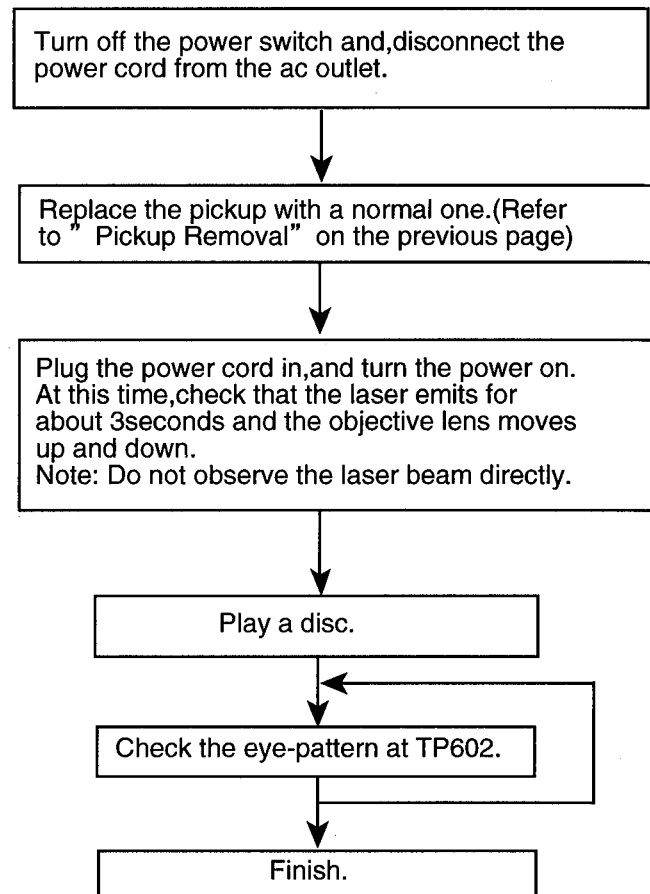 Turn off the power switch and,disconnect the
power cord from the ac outlet.
Replace the pickup with a normal one.(Refer
to " Pickup Removal" on the previous page)
Plug the power cord in,and turn the power on.
At this time,check that the laser emits for
about 3seconds and the objective lens moves
up and down.
Note: Do not observe the laser beam directly.
Play a disc.
Check the eye-pattern at TP602.
Finish.